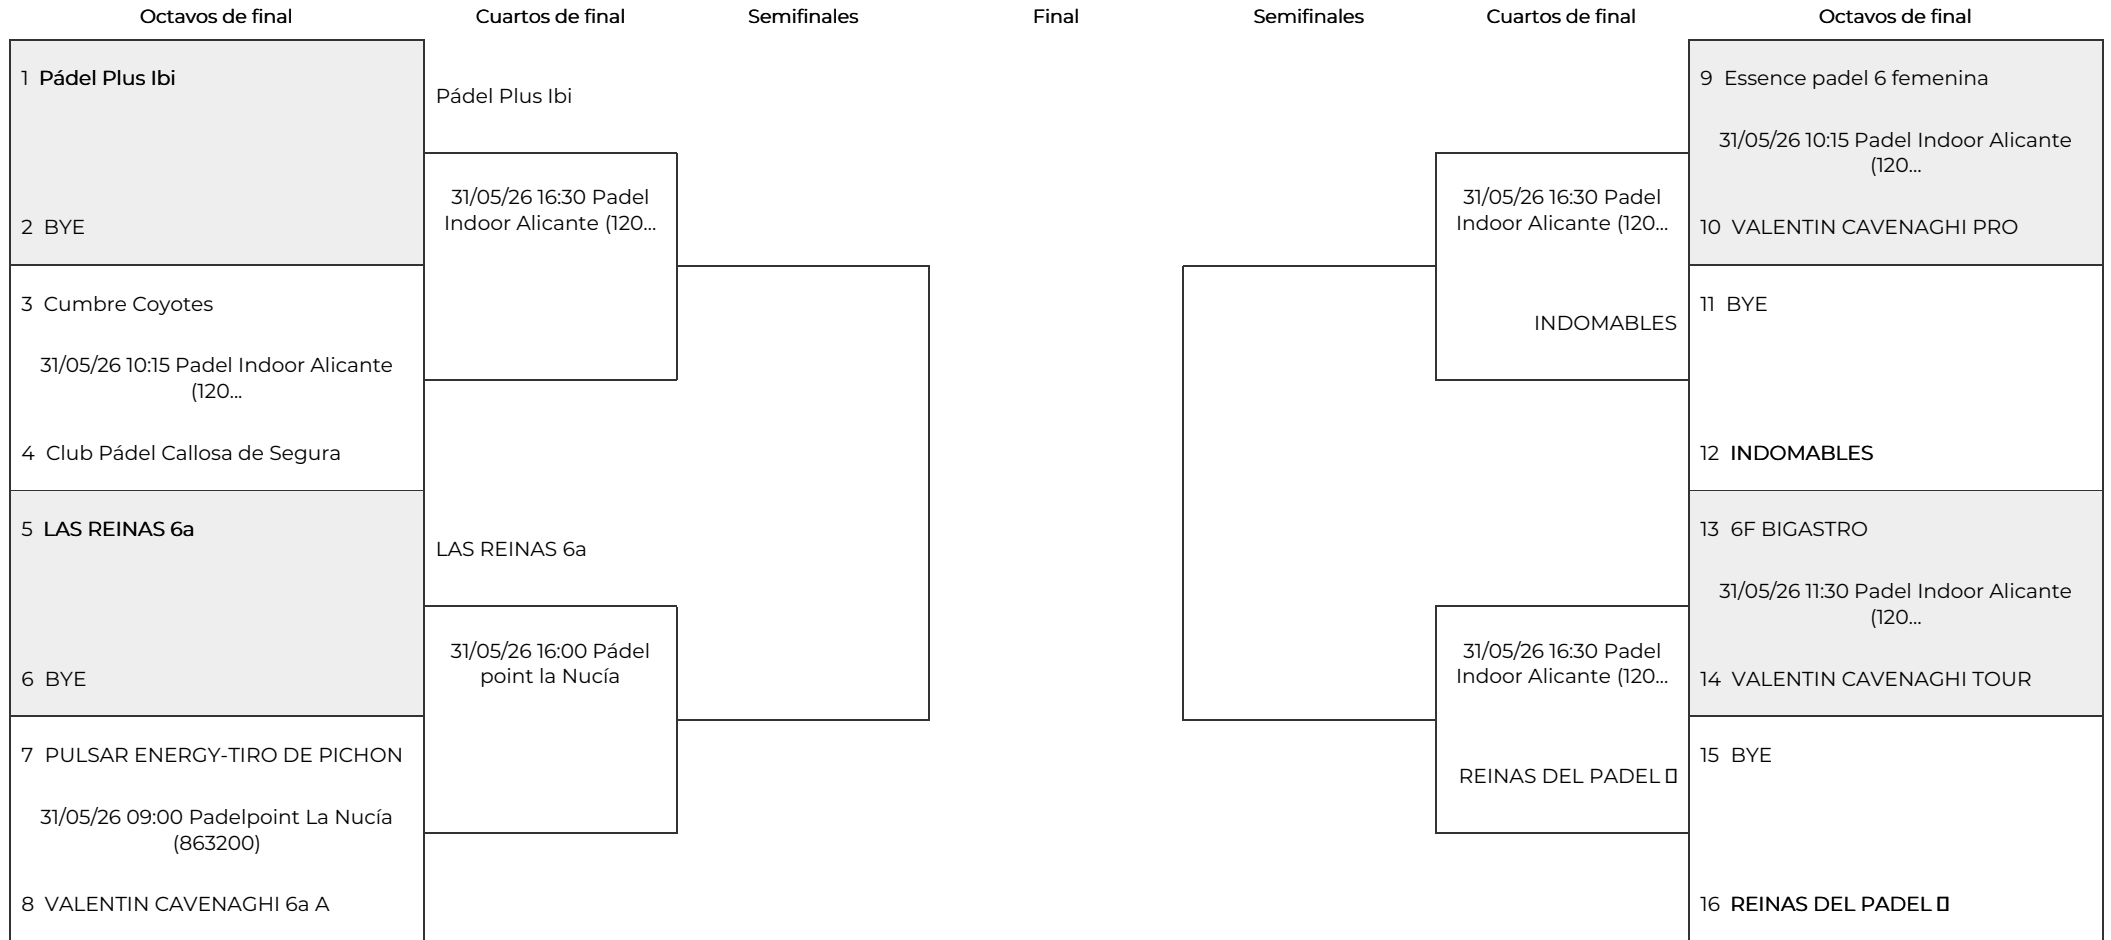 Octavos de final
Cuartos de final
Semifinales
Final
Semifinales
Cuartos de final
Octavos de final
1 Pádel Plus Ibi
2 BYE
3 Cumbre Coyotes
31/05/26 10:15 Padel Indoor Alicante
(120...
4 Club Pádel Callosa de Segura
5 LAS REINAS 6a
6 BYE
7 PULSAR ENERGY-TIRO DE PICHON
31/05/26 09:00 Padelpoint La Nucía
(863200)
8 VALENTIN CAVENAGHI 6a A
Pádel Plus Ibi
31/05/26 16:30 Padel
Indoor Alicante (120...
LAS REINAS 6a
31/05/26 16:00 Pádel
point la Nucía
31/05/26 16:30 Padel
Indoor Alicante (120...
INDOMABLES
31/05/26 16:30 Padel
Indoor Alicante (120...
REINAS DEL PADEL
9 Essence padel 6 femenina
31/05/26 10:15 Padel Indoor Alicante
(120...
10 VALENTIN CAVENAGHI PRO
11 BYE
12 INDOMABLES
13 6F BIGASTRO
31/05/26 11:30 Padel Indoor Alicante
(120...
14 VALENTIN CAVENAGHI TOUR
15 BYE
16 REINAS DEL PADEL